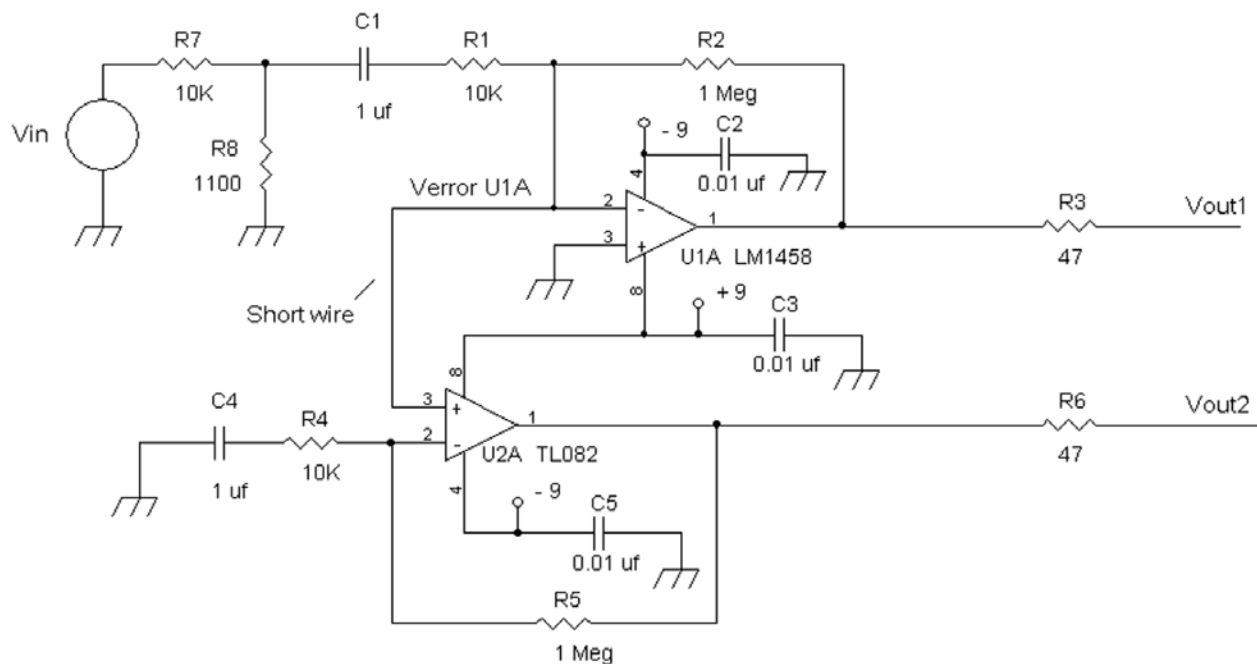 C1
R7
R1
R2
10K
1 uf
10K
1 Meg
Vin
R8
1100
- 9
C2
0.01 uf
4
Verror U1A
2
-
3
+
1
U1A LM1458
R3
Vout1
47
8
+ 9
C3
0.01 uf
Short wire
8
C4
R4
3
+
2
-
1
R6
Vout2
U2A TL082
47
1 uf
10K
4
- 9
C5
0.01 uf
R5
1 Meg